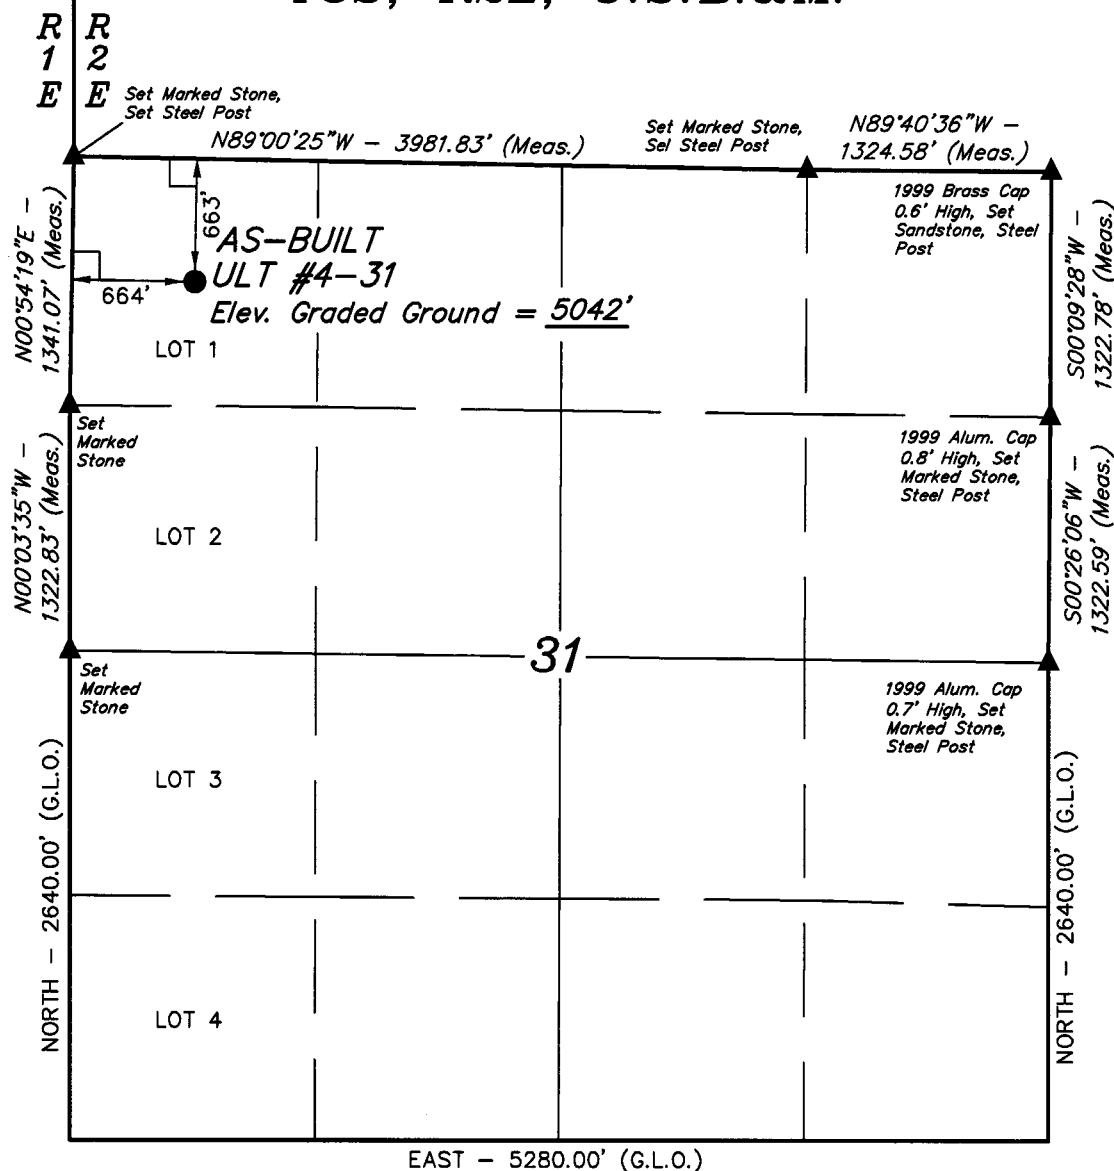 R R
1 2
E E
Set Marked Stone,
Set Steel Post
N89°00'25"W - 3981.83' (Meas.)
Set Marked Stone,
Sel Steel Post
N89°40'36"W -
1324.58' (Meas.)
1999 Brass Cap
0.6' High, Set
Sandstone, Steel
Post
N00°54'19"E -
1341.07' (Meas.)
663'
664'
AS-BUILT
ULT #4-31
Elev. Graded Ground = 5042'
LOT 1
S00°09'28"W -
1322.78' (Meas.)
Set
Marked
Stone
1999 Alum. Cap
0.8' High, Set
Marked Stone,
Steel Post
N00°03'35"W -
1322.83' (Meas.)
LOT 2
S00°26'06"W -
1322.59' (Meas.)
31
Set
Marked
Stone
1999 Alum. Cap
0.7' High, Set
Marked Stone,
Steel Post
LOT 3
NORTH - 2640.00' (G.L.O.)
NORTH - 2640.00' (G.L.O.)
LOT 4
EAST - 5280.00' (G.L.O.)